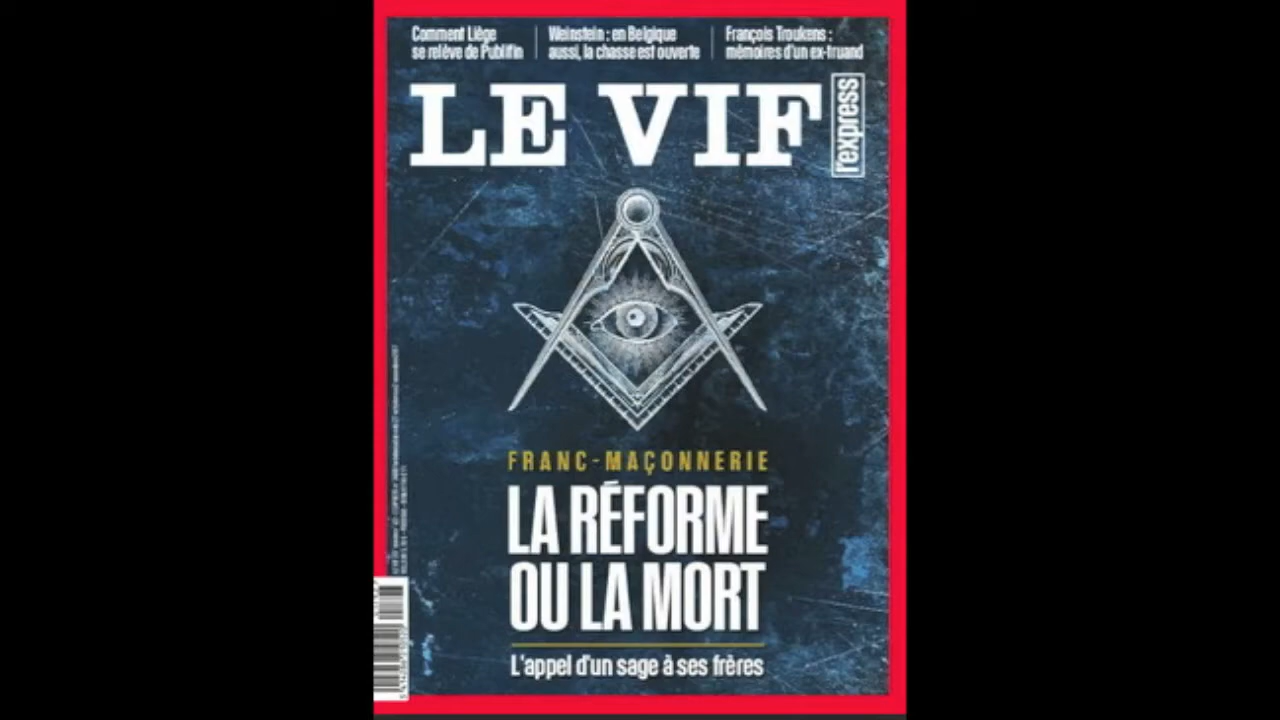 Comment Liège
se relève de Publifin
Weinstein : en Belgique
aussi, la chasse est ouverte
François Troukens :
mémoires d'un ex-truand
LE VIF
l'express
FRANC-MAÇONNERIE
LA RÉFORME
OU LA MORT
L'appel d'un sage à ses frères